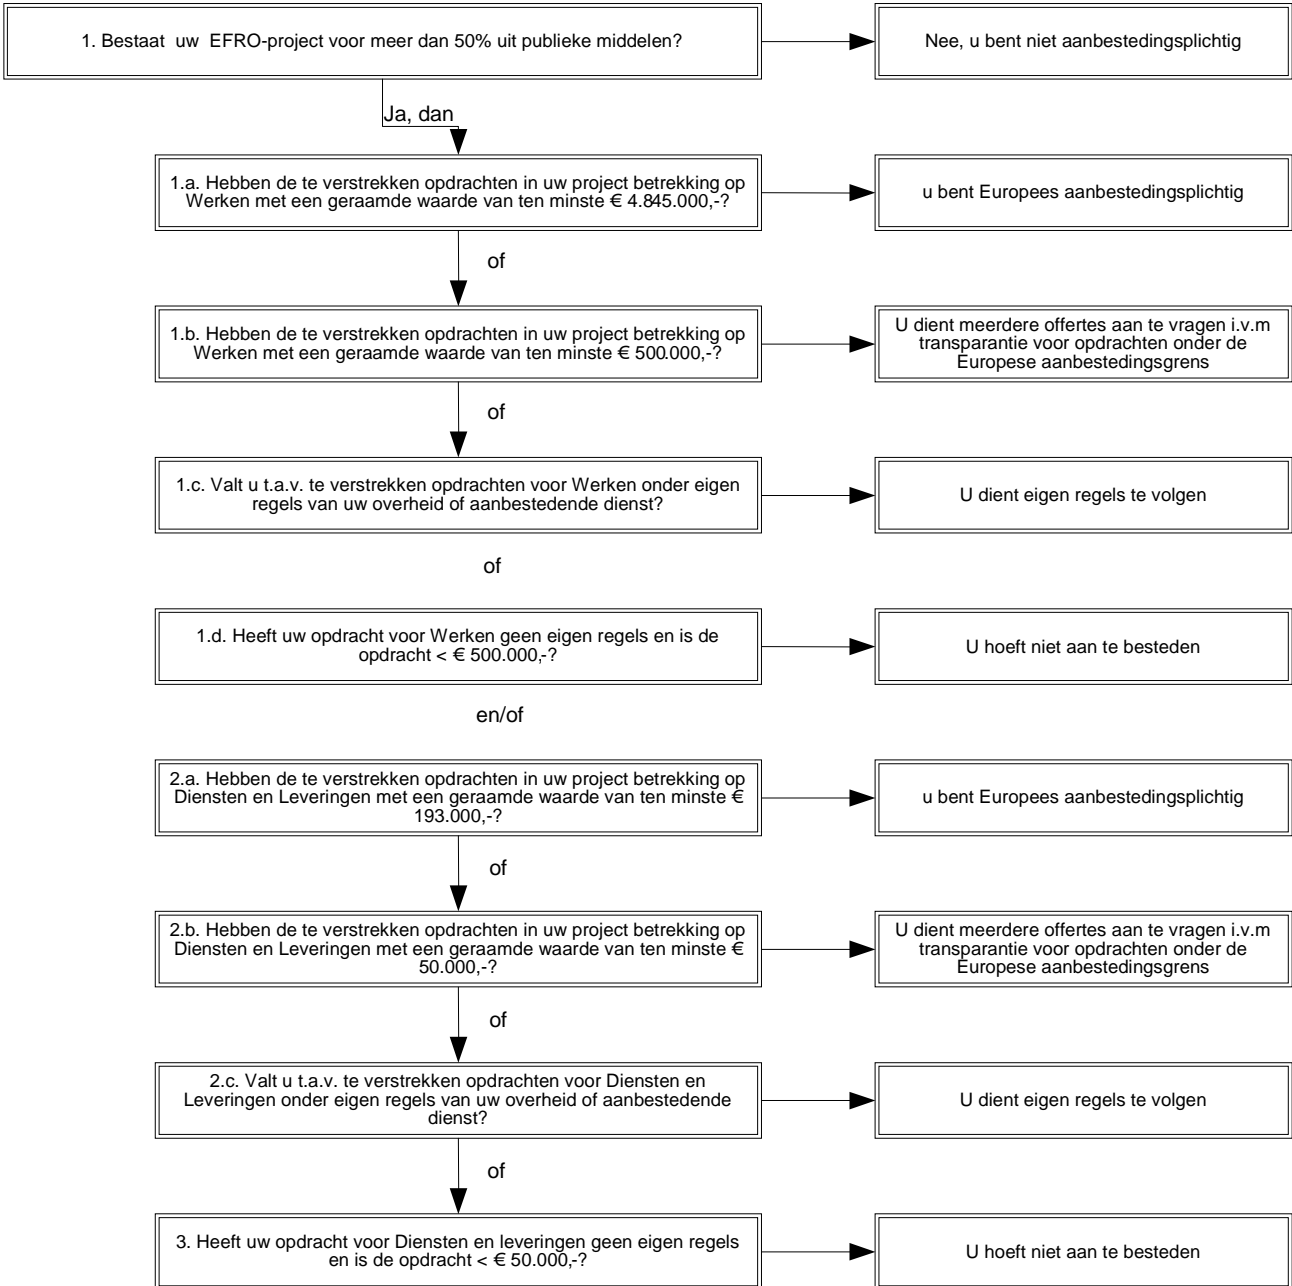 1. Bestaat uw EFRO-project voor meer dan 50% uit publieke middelen?
Nee, u bent niet aanbestedingsplichtig
Ja, dan
1.a. Hebben de te verstrekken opdrachten in uw project betrekking op
Werken met een geraamde waarde van ten minste € 4.845.000,-?
u bent Europees aanbestedingsplichtig
of
1.b. Hebben de te verstrekken opdrachten in uw project betrekking op
Werken met een geraamde waarde van ten minste € 500.000,-?
U dient meerdere offertes aan te vragen i.v.m
transparantie voor opdrachten onder de
Europese aanbestedingsgrens
of
1.c. Valt u t.a.v. te verstrekken opdrachten voor Werken onder eigen
regels van uw overheid of aanbestedende dienst?
U dient eigen regels te volgen
of
1.d. Heeft uw opdracht voor Werken geen eigen regels en is de
opdracht < € 500.000,-?
U hoeft niet aan te besteden
en/of
2.a. Hebben de te verstrekken opdrachten in uw project betrekking op
Diensten en Leveringen met een geraamde waarde van ten minste €
193.000,-?
u bent Europees aanbestedingsplichtig
of
2.b. Hebben de te verstrekken opdrachten in uw project betrekking op
Diensten en Leveringen met een geraamde waarde van ten minste €
50.000,-?
U dient meerdere offertes aan te vragen i.v.m
transparantie voor opdrachten onder de
Europese aanbestedingsgrens
of
2.c. Valt u t.a.v. te verstrekken opdrachten voor Diensten en
Leveringen onder eigen regels van uw overheid of aanbestedende
dienst?
U dient eigen regels te volgen
of
3. Heeft uw opdracht voor Diensten en leveringen geen eigen regels
en is de opdracht < € 50.000,-?
U hoeft niet aan te besteden